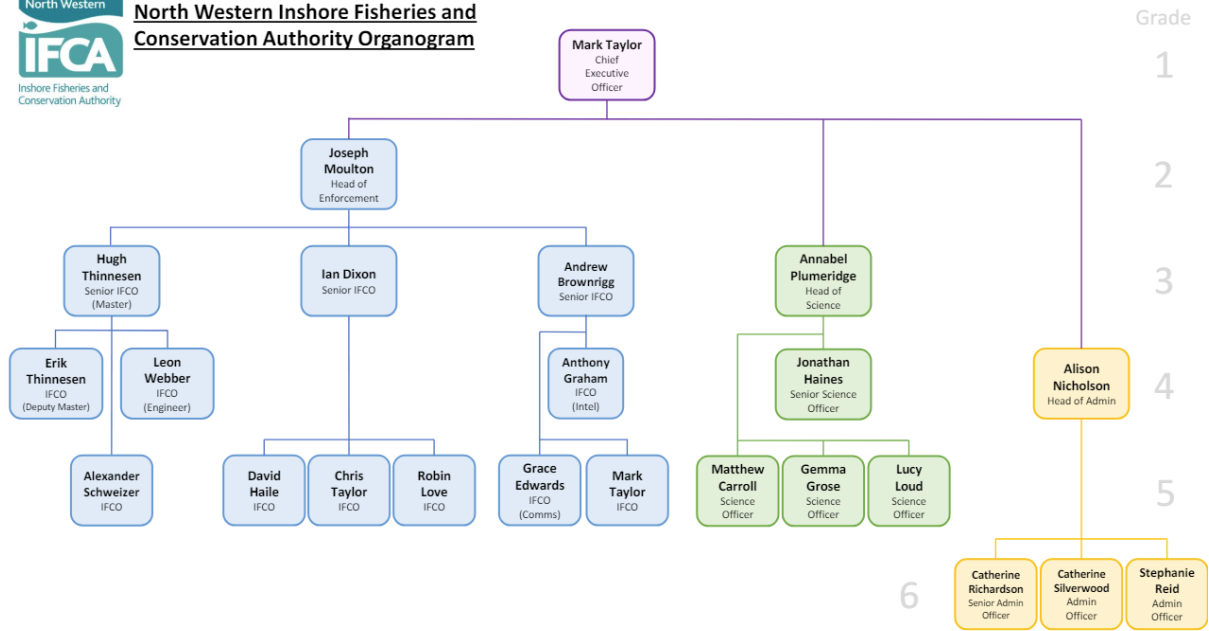 North Western
IFCA
Inshore Fisheries and
Conservation Authority
North Western Inshore Fisheries and
Conservation Authority Organogram
Grade
Mark Taylor
Chief
Executive
Officer
1
Joseph
Moulton
Head of
Enforcement
2
Hugh
Thinnesen
Senior IFCO
(Master)
Ian Dixon
Senior IFCO
Andrew
Brownrigg
Senior IFCO
Annabel
Plumeridge
Head of
Science
3
Erik
Thinnesen
IFCO
(Deputy Master)
Leon
Webber
IFCO
(Engineer)
Anthony
Graham
IFCO
(Intel)
Jonathan
Haines
Senior Science
Officer
Alison
Nicholson
Head of Admin
4
Alexander
Schweizer
IFCO
David
Haile
IFCO
Chris
Taylor
IFCO
Robin
Love
IFCO
Grace
Edwards
IFCO
(Comms)
Mark
Taylor
IFCO
Matthew
Carroll
Science
Officer
Gemma
Grose
Science
Officer
Lucy
Loud
Science
Officer
5
6
Catherine
Richardson
Senior Admin
Officer
Catherine
Silverwood
Admin
Officer
Stephanie
Reid
Admin
Officer